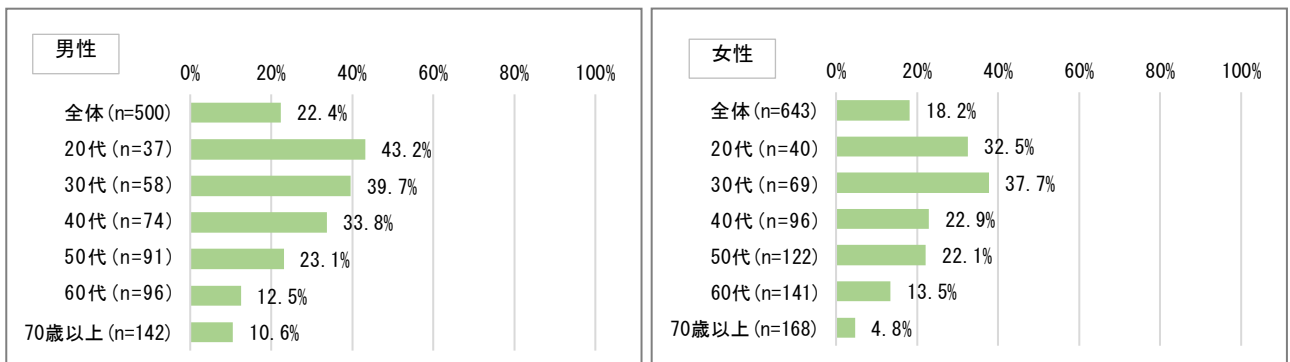 男性
0% 20% 40% 60% 80% 100%
全体(n=500) 22.4%
20代(n=37) 43.2%
30代(n=58) 39.7%
40代(n=74) 33.8%
50代(n=91) 23.1%
60代(n=96) 12.5%
70歳以上(n=142) 10.6%
女性
0% 20% 40% 60% 80% 100%
全体(n=643) 18.2%
20代(n=40) 32.5%
30代(n=69) 37.7%
40代(n=96) 22.9%
50代(n=122) 22.1%
60代(n=141) 13.5%
70歳以上(n=168) 4.8%